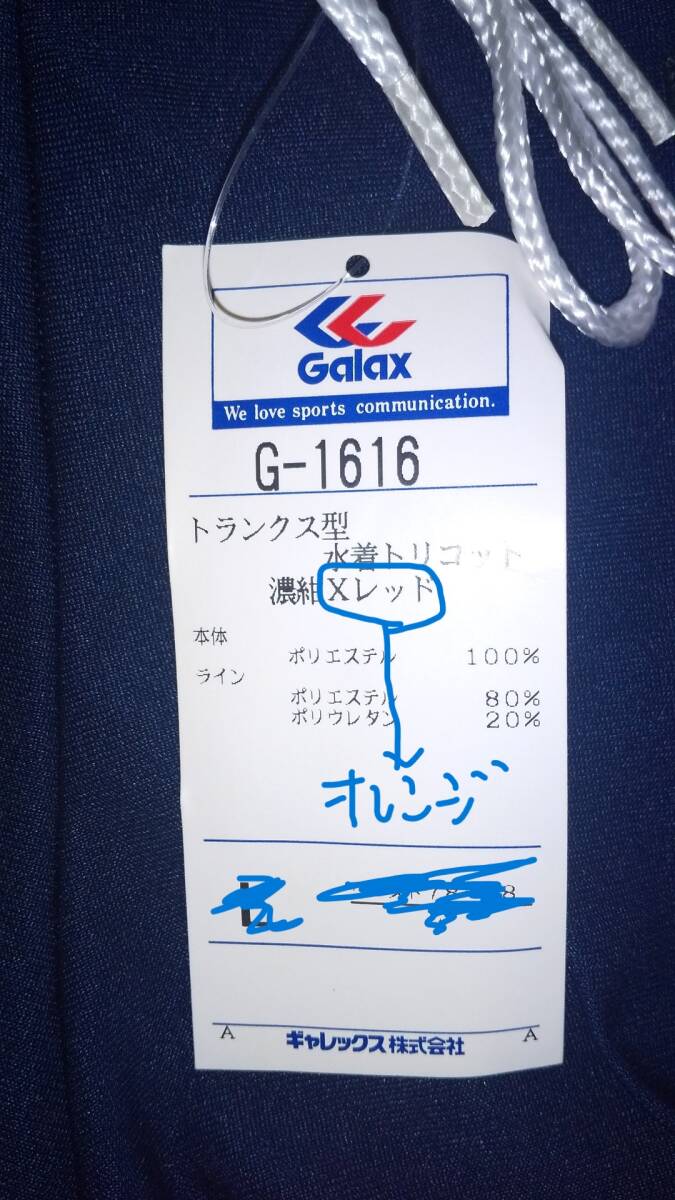 Galax
We love sports communication.
G-1616
トランクス型
水着トリコット
濃紺Xレッド
本体
ポリエステル 100%
ライン
ポリエステル 80%
ポリウレタン 20%
オレンジ
L
A ギャレックス株式会社 A